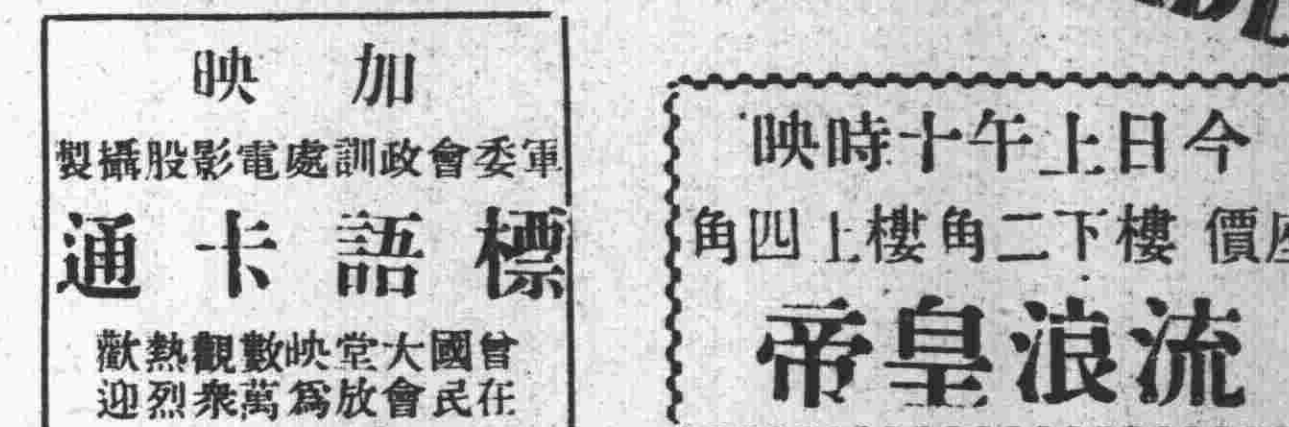 今日上午十時映
座價 樓下二角樓上四角
流浪皇帝
加映
軍委會政訓處電影股攝製
標語卡通
曾在國民大會堂放映爲數萬觀衆熱烈歡迎